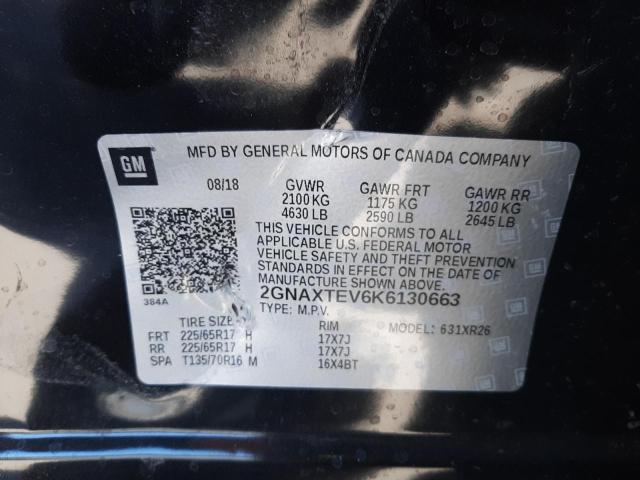 GM
MFD BY GENERAL MOTORS OF CANADA COMPANY
08/18 GVWR GAWR FRT GAWR RR
2100 KG 1175 KG 1200 KG
4630 LB 2590 LB 2645 LB
THIS VEHICLE CONFORMS TO ALL
APPLICABLE U.S. FEDERAL MOTOR
VEHICLE SAFETY AND THEFT PREVENTION
STANDARDS IN EFFECT ON THE DATE OF
MANUFACTURE SHOWN ABOVE.
384A 2GNAXTEV6K6130663
TYPE: M.P.V.
TIRE SIZE RIM MODEL: 631XR26
FRT 225/65R17 H 17X7J
RR 225/65R17 H 17X7J
SPA T135/70R16 M 16X4BT